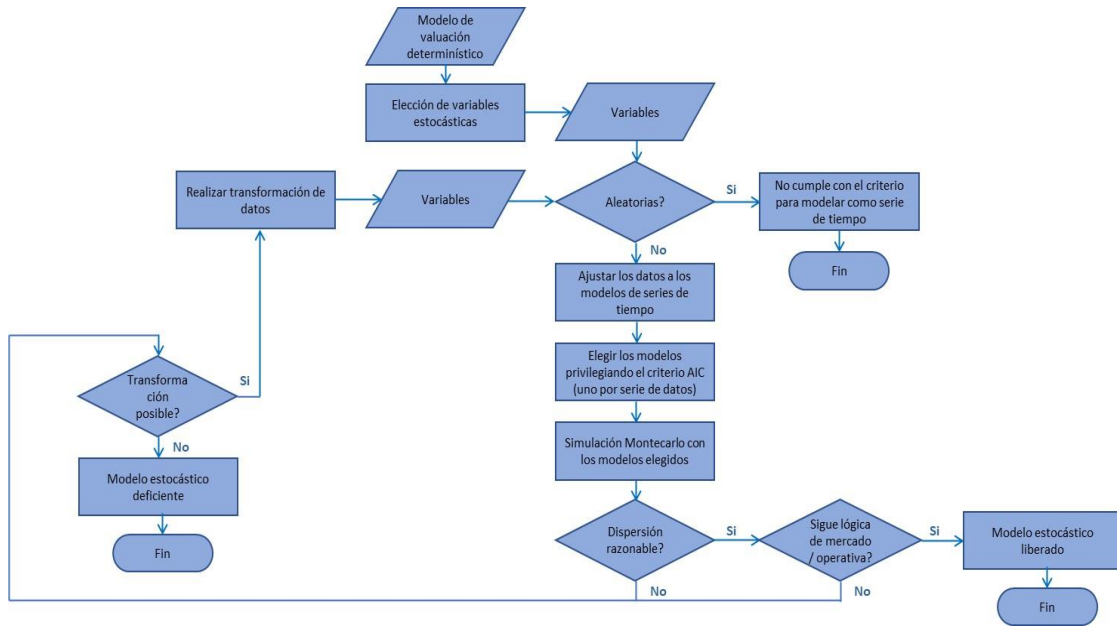 Modelo de
valuación
determinístico
Elección de variables
estocásticas
Variables
Realizar transformación de
datos
Variables
Aleatorias?
Si
No cumple con el criterio
para modelar como serie
de tiempo
Fin
No
Ajustar los datos a los
modelos de series de
tiempo
Elegir los modelos
privilegiando el criterio AIC
(uno por serie de datos)
Transforma
ción
posible?
Si
No
Simulación Montecarlo con
los modelos elegidos
Modelo estocástico
deficiente
Fin
Dispersión
razonable?
Si
Sigue lógica
de mercado
/ operativa?
Si
Modelo estocástico
liberado
No
No
Fin